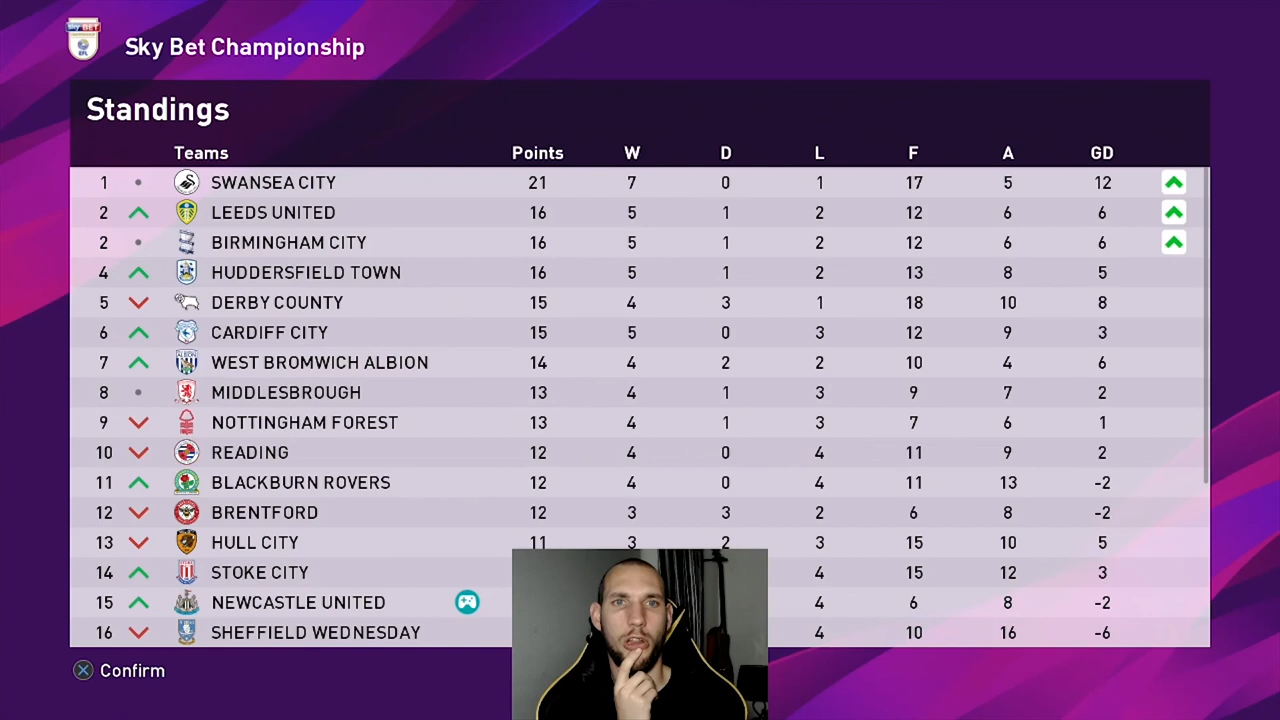 Sky Bet Championship
Standings
Teams Points W D L F A GD
1 SWANSEA CITY 21 7 0 1 17 5 12
2 LEEDS UNITED 16 5 1 2 12 6 6
2 BIRMINGHAM CITY 16 5 1 2 12 6 6
4 HUDDERSFIELD TOWN 16 5 1 2 13 8 5
5 DERBY COUNTY 15 4 3 1 18 10 8
6 CARDIFF CITY 15 5 0 3 12 9 3
7 WEST BROMWICH ALBION 14 4 2 2 10 4 6
8 MIDDLESBROUGH 13 4 1 3 9 7 2
9 NOTTINGHAM FOREST 13 4 1 3 7 6 1
10 READING 12 4 0 4 11 9 2
11 BLACKBURN ROVERS 12 4 0 4 11 13 -2
12 BRENTFORD 12 3 3 2 6 8 -2
13 HULL CITY 11 3 2 3 15 10 5
14 STOKE CITY 4 15 12 3
15 NEWCASTLE UNITED 4 6 8 -2
16 SHEFFIELD WEDNESDAY 4 10 16 -6
Confirm